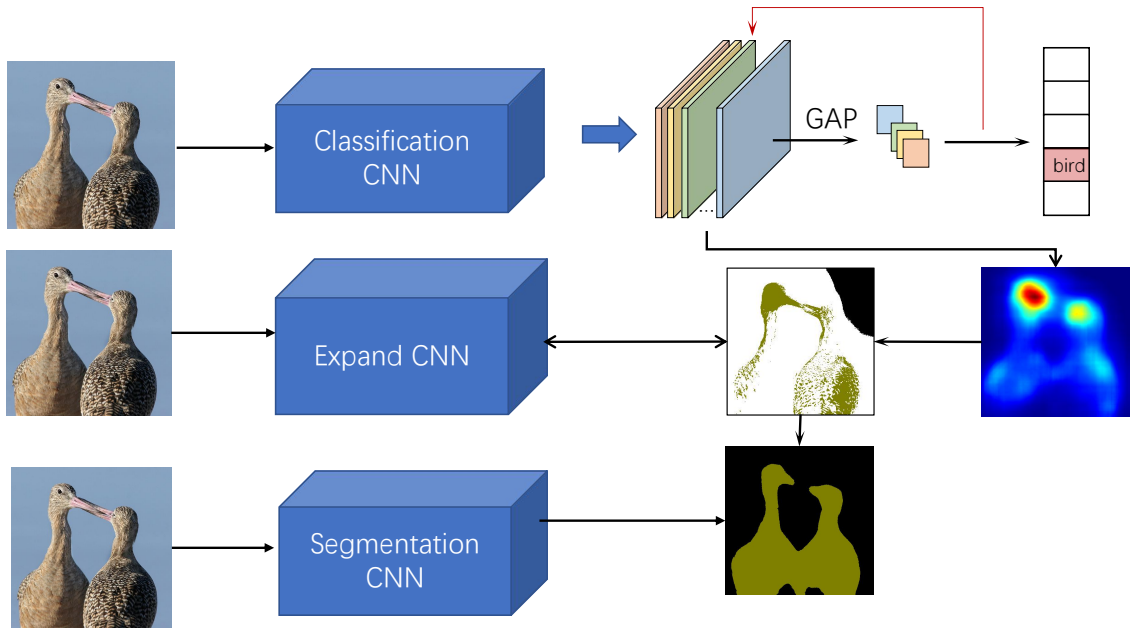 Classification
CNN
GAP
bird
...
Expand CNN
Segmentation
CNN